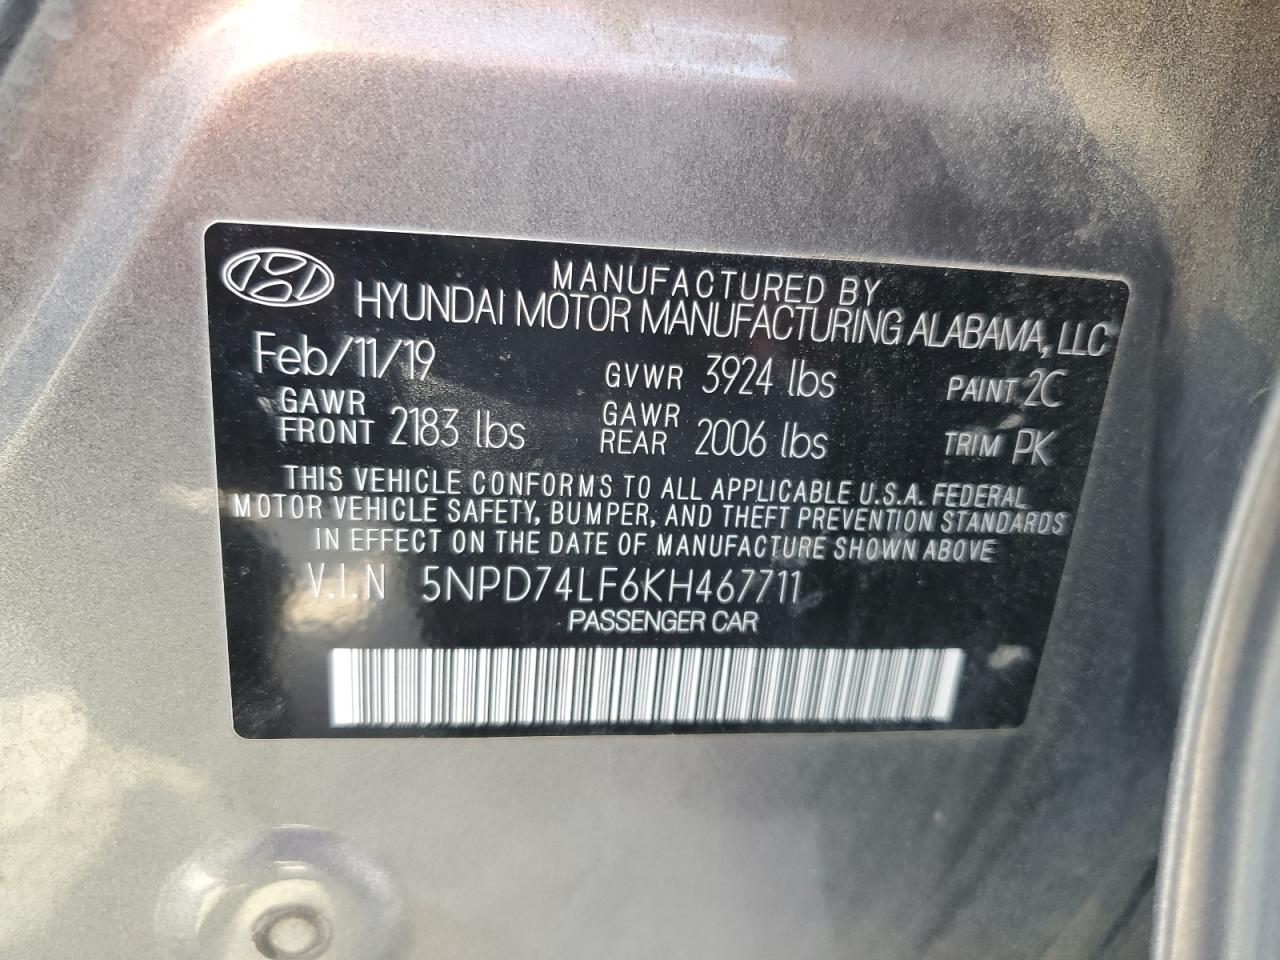 MANUFACTURED BY
HYUNDAI MOTOR MANUFACTURING ALABAMA, LLC
Feb/11/19 GVWR 3924 lbs PAINT 2C
GAWR FRONT 2183 lbs GAWR REAR 2006 lbs TRIM PK
THIS VEHICLE CONFORMS TO ALL APPLICABLE U.S.A. FEDERAL
MOTOR VEHICLE SAFETY, BUMPER, AND THEFT PREVENTION STANDARDS
IN EFFECT ON THE DATE OF MANUFACTURE SHOWN ABOVE
V.I.N 5NPD74LF6KH467711
PASSENGER CAR